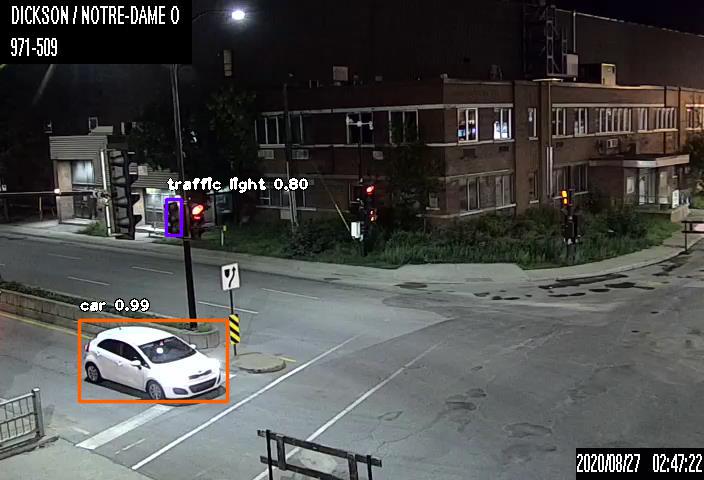 DICKSON / NOTRE-DAME O
971-509
traffic light 0.80
car 0.99
2020/08/27 02:47:22